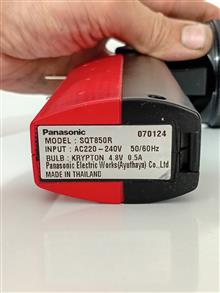 Panasonic 070124
MODEL : SQT850R
INPUT : AC220-240V 50/60Hz
BULB : KRYPTON 4.8V 0.5A
Panasonic Electric Works(Ayuthaya) Co.,Ltd
MADE IN THAILAND